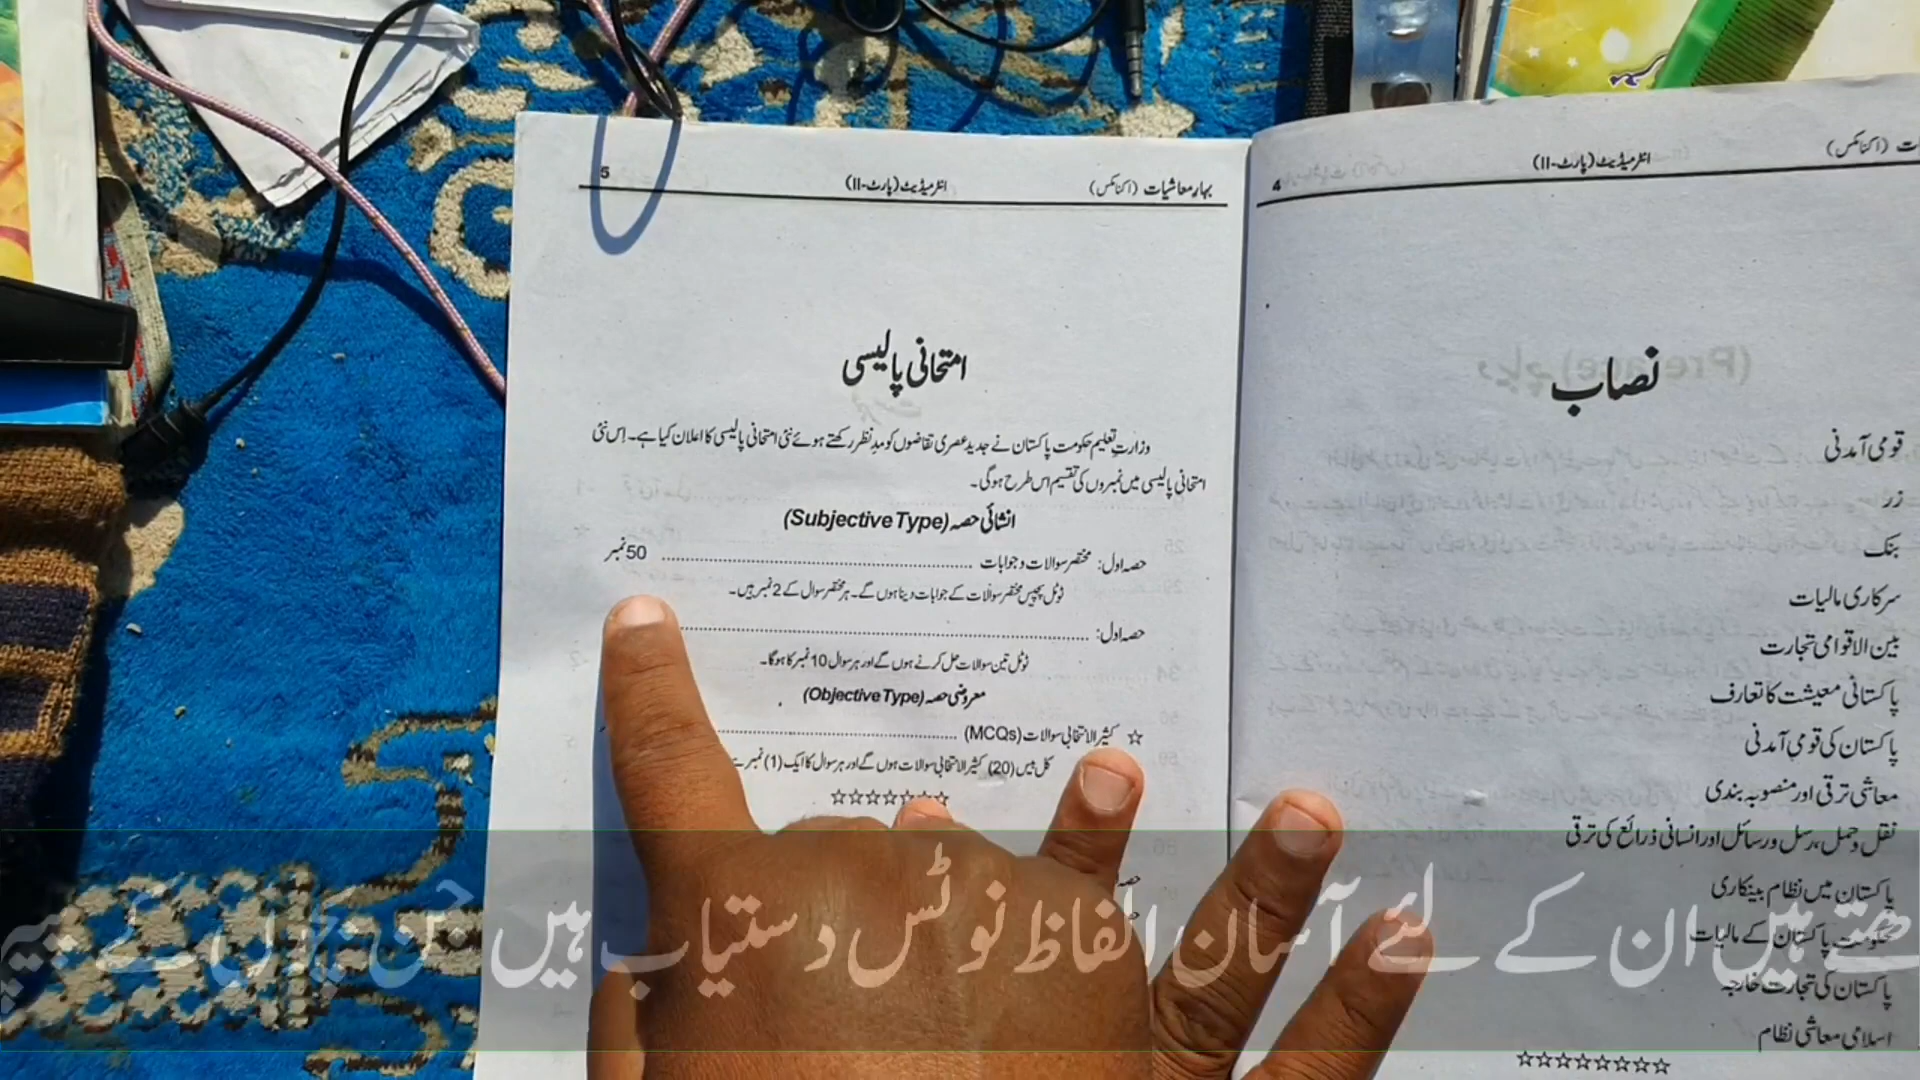 4
انٹرمیڈیٹ (پارٹ-II)
(اکنامکس)
نصاب
قومی آمدنی
زر
بنک
سرکاری مالیات
بین الاقوامی تجارت
پاکستانی معیشت کا تعارف
پاکستان کی قومی آمدنی
معاشی ترقی اور منصوبہ بندی
نقل و حمل، رسل و رسائل اور انسانی ذرائع کی ترقی
پاکستان میں نظام بینکاری
حکومت پاکستان کے مالیات
پاکستان کی تجارت خارجہ
اسلامی معاشی نظام
☆☆☆☆☆☆☆☆
بہارِ معاشیات (اکنامکس)
انٹرمیڈیٹ (پارٹ-II)
5
امتحانی پالیسی
وزارتِ تعلیم حکومت پاکستان نے جدید عصری تقاضوں کو مدِنظر رکھتے ہوئے نئی امتحانی پالیسی کا اعلان کیا ہے۔ اِس نئی
امتحانی پالیسی میں نمبروں کی تقسیم اس طرح ہوگی۔
انشائی حصہ (Subjective Type)
حصہ اول: مختصر سوالات و جوابات ........ 50 نمبر
ٹوٹل پچیس مختصر سوالات کے جوابات دینا ہوں گے۔ ہر مختصر سوال کے 2 نمبر ہیں۔
حصہ اول: ........
ٹوٹل تین سوالات حل کرنے ہوں گے اور ہر سوال 10 نمبر کا ہوگا۔
معروضی حصہ (Objective Type)
☆ کثیر الانتخابی سوالات (MCQs) ........
کل بیس (20) کثیر الانتخابی سوالات ہوں گے اور ہر سوال کا ایک (1) نمبر ہے
☆☆☆☆☆☆☆
ہیں ان کے لئے آسان الفاظ نوٹس دستیاب ہیں جن بچوں کے